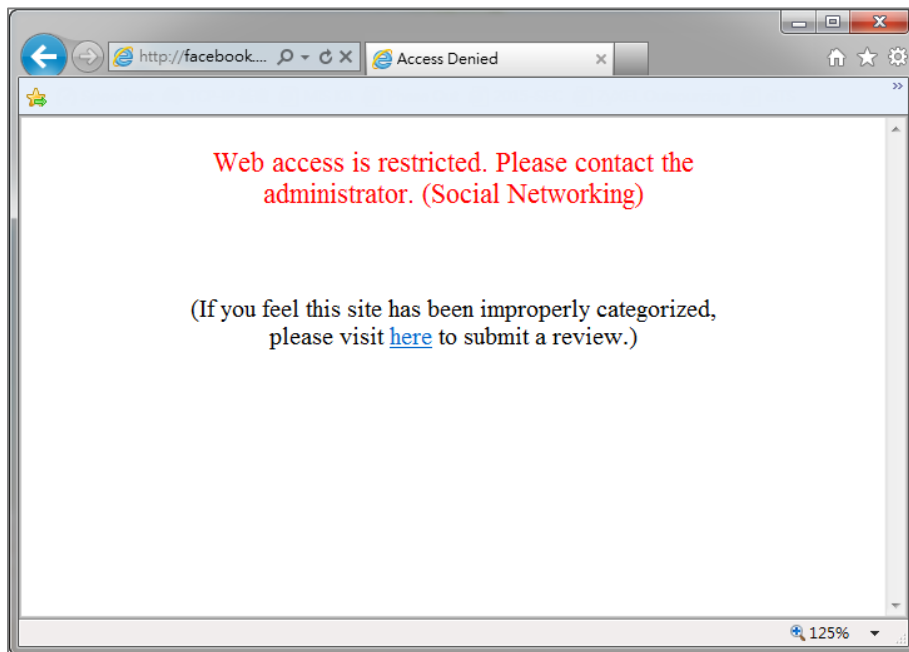 http://facebook....
Access Denied
Web access is restricted. Please contact the
administrator. (Social Networking)
(If you feel this site has been improperly categorized,
please visit here to submit a review.)
125%